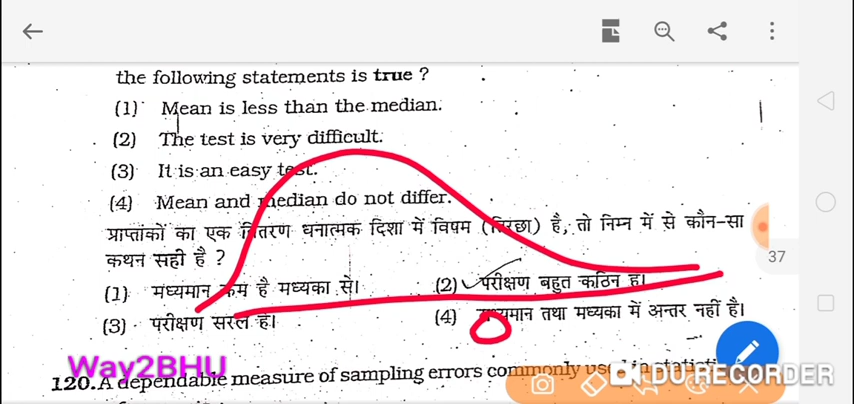 the following statements is true ?
(1) Mean is less than the median.
(2) The test is very difficult.
(3) It is an easy test.
(4) Mean and median do not differ.
प्राप्तांकों का एक वितरण धनात्मक दिशा में विषम (तिरछा) है, तो निम्न में से कौन-सा
कथन सही है ?
(1) मध्यमान कम है मध्यका से।
(2) परीक्षण बहुत कठिन है।
(3) परीक्षण सरल है।
(4) मध्यमान तथा मध्यका में अन्तर नहीं है।
37
Way2BHU
120. A dependable measure of sampling errors commonly used in
DU RECORDER